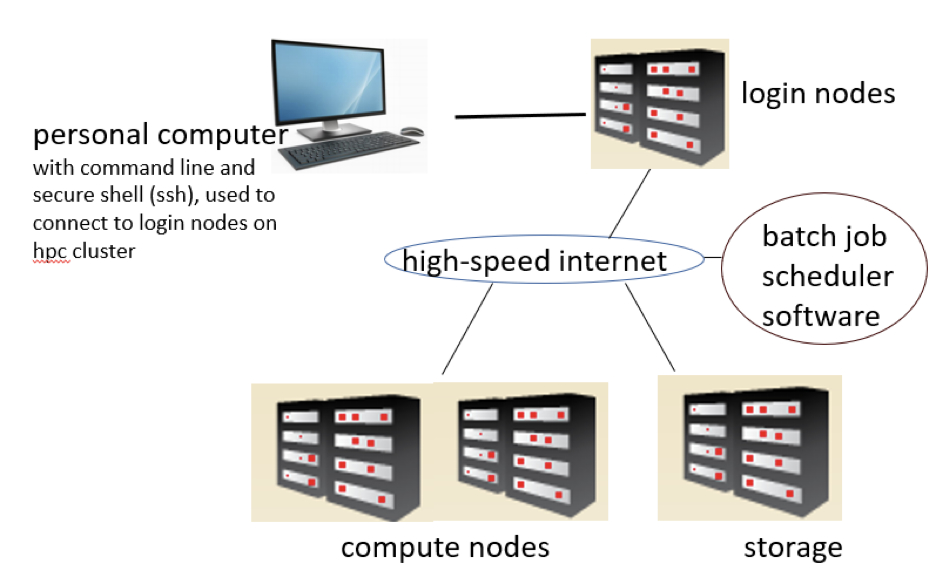 personal computer
with command line and
secure shell (ssh), used to
connect to login nodes on
hpc cluster
login nodes
high-speed internet
batch job
scheduler
software
compute nodes
storage